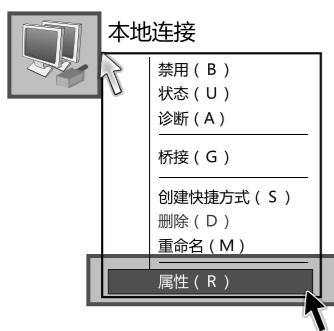 本地连接
禁用( B )
状态( U )
诊断( A )
桥接( G )
创建快捷方式( S )
删除( D )
重命名( M )
属性( R )